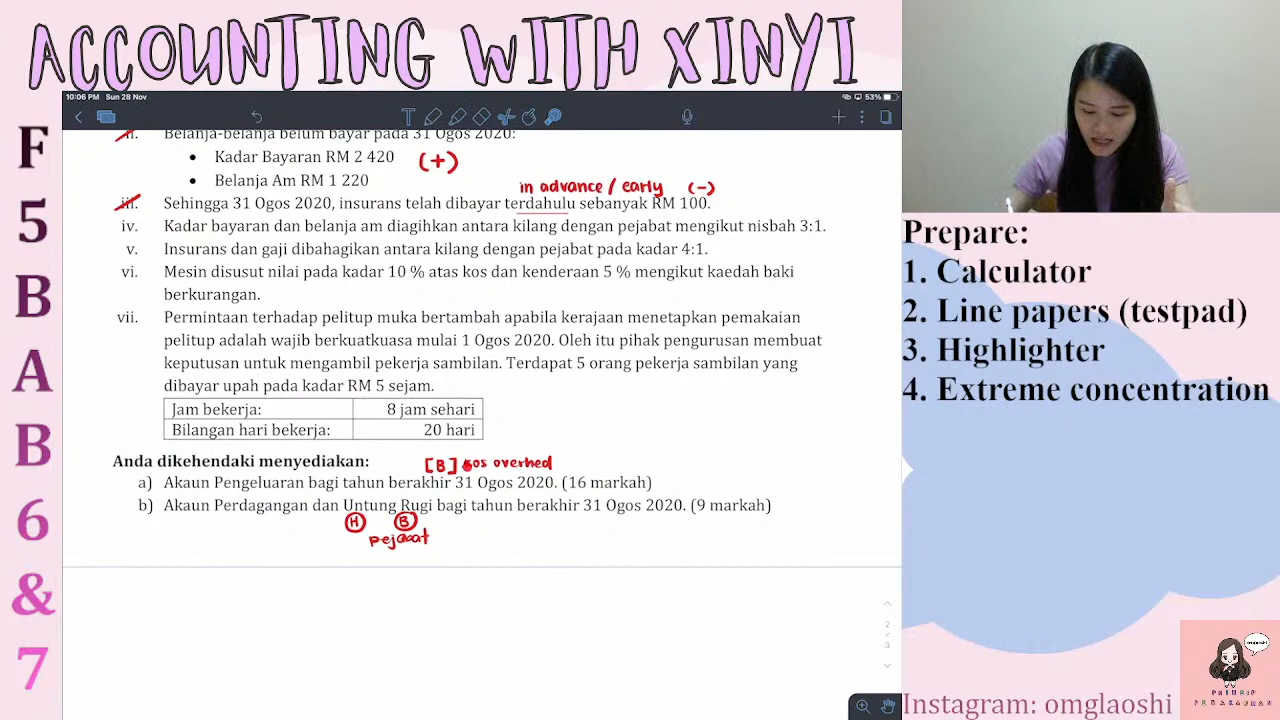 ACCOUNTING WITH XINYI
F
5
B
A
B
6
&
7
10:06 PM Sun 28 Nov
53%
ii. Belanja-belanja belum bayar pada 31 Ogos 2020:
• Kadar Bayaran RM 2 420 (+)
• Belanja Am RM 1 220
in advance / early (-)
iii. Sehingga 31 Ogos 2020, insurans telah dibayar terdahulu sebanyak RM 100.
iv. Kadar bayaran dan belanja am diagihkan antara kilang dengan pejabat mengikut nisbah 3:1.
v. Insurans dan gaji dibahagikan antara kilang dengan pejabat pada kadar 4:1.
vi. Mesin disusut nilai pada kadar 10 % atas kos dan kenderaan 5 % mengikut kaedah baki
berkurangan.
vii. Permintaan terhadap pelitup muka bertambah apabila kerajaan menetapkan pemakaian
pelitup adalah wajib berkuatkuasa mulai 1 Ogos 2020. Oleh itu pihak pengurusan membuat
keputusan untuk mengambil pekerja sambilan. Terdapat 5 orang pekerja sambilan yang
dibayar upah pada kadar RM 5 sejam.
Jam bekerja: 8 jam sehari
Bilangan hari bekerja: 20 hari
Anda dikehendaki menyediakan:
[B] kos overhed
a) Akaun Pengeluaran bagi tahun berakhir 31 Ogos 2020. (16 markah)
b) Akaun Perdagangan dan Untung Rugi bagi tahun berakhir 31 Ogos 2020. (9 markah)
H B
pejabat
2
/
3
Prepare:
1. Calculator
2. Line papers (testpad)
3. Highlighter
4. Extreme concentration
omglaoshi
PRINSIP
PERAKAUNAN
Instagram: omglaoshi